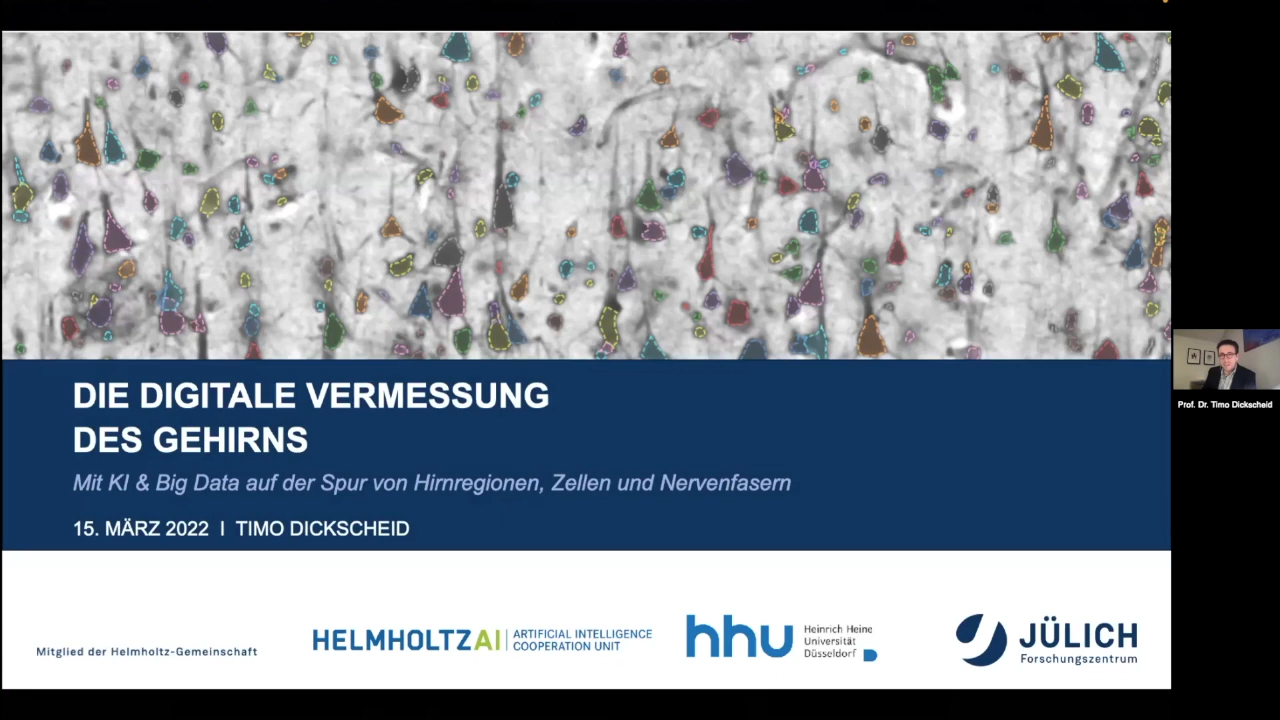 DIE DIGITALE VERMESSUNG
DES GEHIRNS
Mit KI & Big Data auf der Spur von Hirnregionen, Zellen und Nervenfasern
15. MÄRZ 2022 I TIMO DICKSCHEID
Mitglied der Helmholtz-Gemeinschaft
HELMHOLTZAI
ARTIFICIAL INTELLIGENCE
COOPERATION UNIT
hhu
Heinrich Heine
Universität
Düsseldorf
JÜLICH
Forschungszentrum
Prof. Dr. Timo Dickscheid